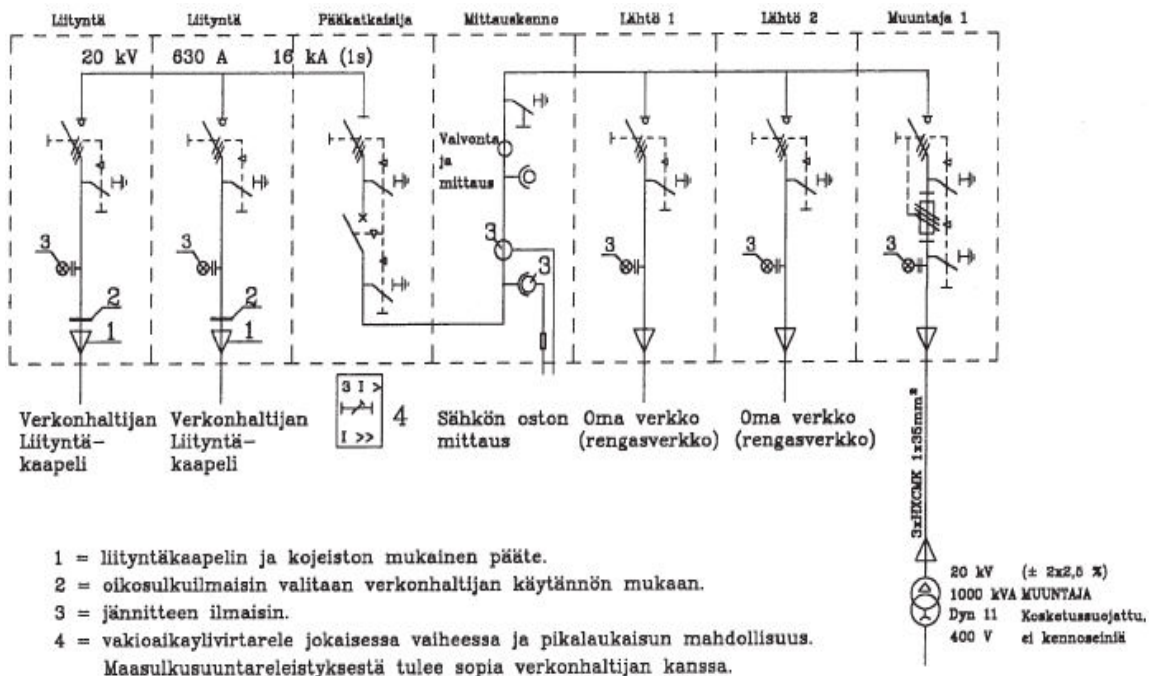 Liityntä
Liityntä
Pääkatkaisija
Mittauskenno
Lähtö 1
Lähtö 2
Muuntaja 1
20 kV 630 A 16 kA (1s)
Valvonta
ja
mittaus
3
3
3
3
3
3
3
2
2
1
1
3 I >
I >>
4
Verkonhaltijan
Liityntä-
kaapeli
Verkonhaltijan
Liityntä-
kaapeli
Sähkön oston
mittaus
Oma verkko
(rengasverkko)
Oma verkko
(rengasverkko)
3xHXCMK 1x35mm²
1 = liityntäkaapelin ja kojeiston mukainen pääte.
2 = oikosulkuilmaisin valitaan verkonhaltijan käytännön mukaan.
3 = jännitteen ilmaisin.
4 = vakioaikaylivirtarele jokaisessa vaiheessa ja pikalaukaisun mahdollisuus.
Maasulkusuuntareleistyksestä tulee sopia verkonhaltijan kanssa.
20 kV (± 2x2,5 %)
1000 kVA MUUNTAJA
Dyn 11 Kosketussuojattu,
400 V ei kennoseiniä